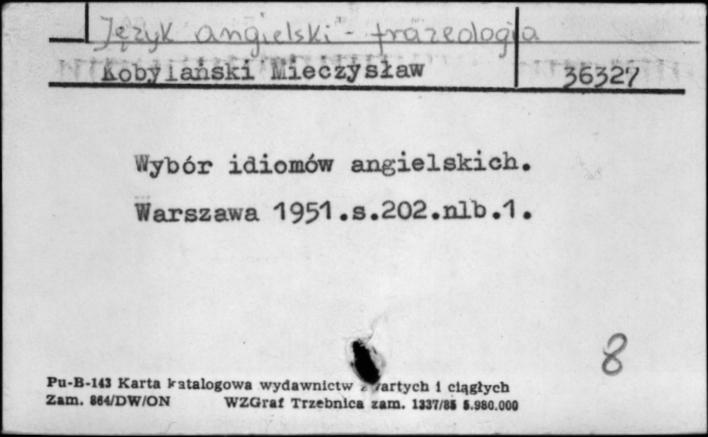 Język angielski - frazeologia
Kobylański Mieczysław 36327
Wybór idiomów angielskich.
Warszawa 1951.s.202.nlb.1.
8
Pu-B-143 Karta katalogowa wydawnictw zwartych i ciągłych
Zam. 864/DW/ON WZGraf Trzebnica zam. 1337/85 5.980.000